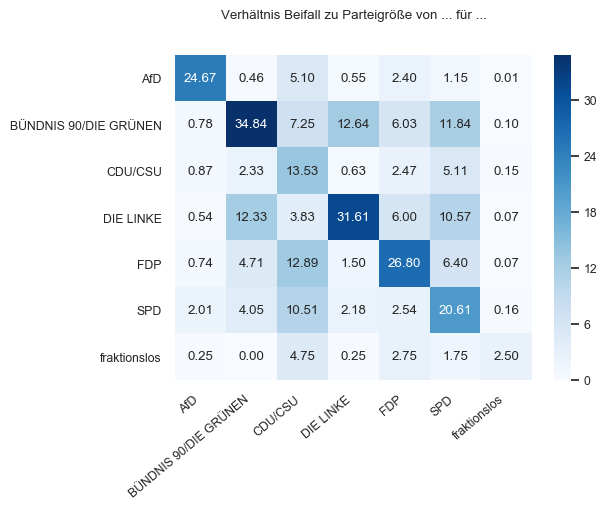 Verhältnis Beifall zu Parteigröße von ... für ...
AfD 24.67 0.46 5.10 0.55 2.40 1.15 0.01
BÜNDNIS 90/DIE GRÜNEN 0.78 34.84 7.25 12.64 6.03 11.84 0.10
CDU/CSU 0.87 2.33 13.53 0.63 2.47 5.11 0.15
DIE LINKE 0.54 12.33 3.83 31.61 6.00 10.57 0.07
FDP 0.74 4.71 12.89 1.50 26.80 6.40 0.07
SPD 2.01 4.05 10.51 2.18 2.54 20.61 0.16
fraktionslos 0.25 0.00 4.75 0.25 2.75 1.75 2.50
AfD
BÜNDNIS 90/DIE GRÜNEN
CDU/CSU
DIE LINKE
FDP
SPD
fraktionslos
30
24
18
12
6
0